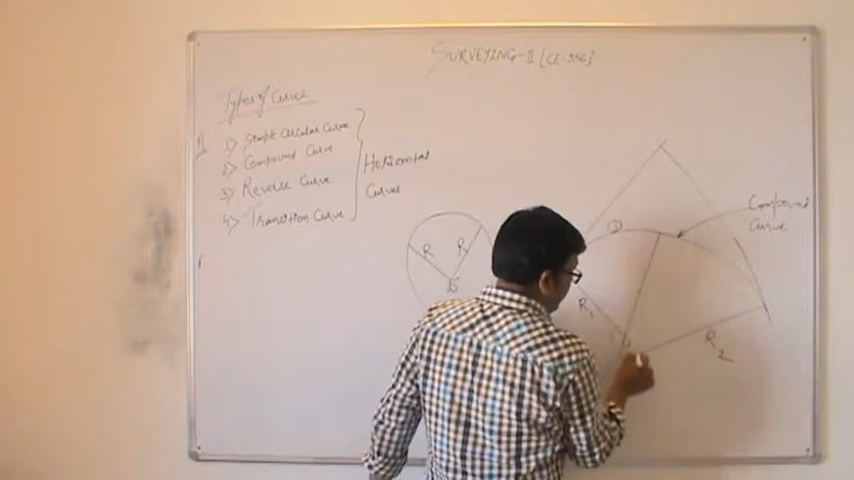 SURVEYING-II [CE-356]
Types of Curves
1) Simple Circular Curve
2) Compound Curve
3) Reverse Curve
4) Transition Curve
Horizontal
Curves
R R
①
Compound
Curve
R₁
R₂